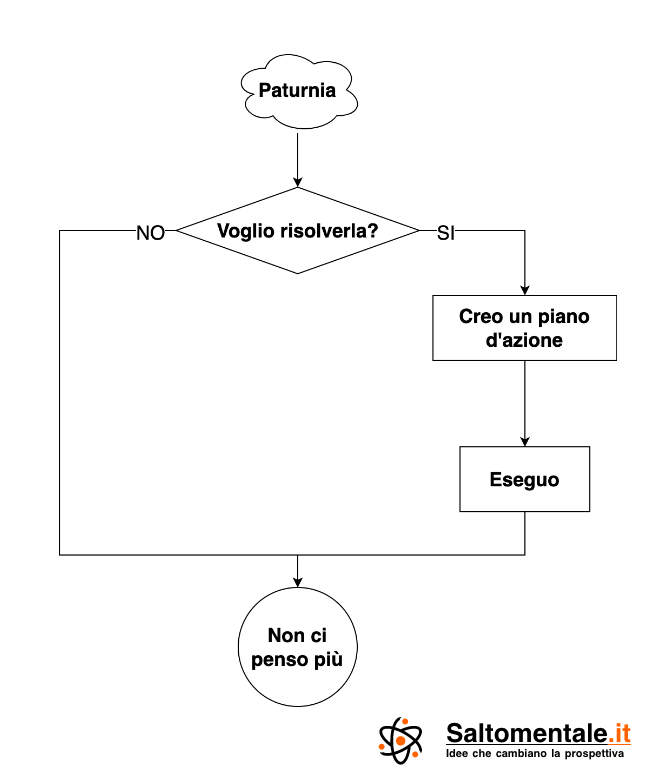 Paturnia
Voglio risolverla?
NO
SI
Creo un piano
d'azione
Eseguo
Non ci
penso più
Saltomentale.it
Idee che cambiano la prospettiva